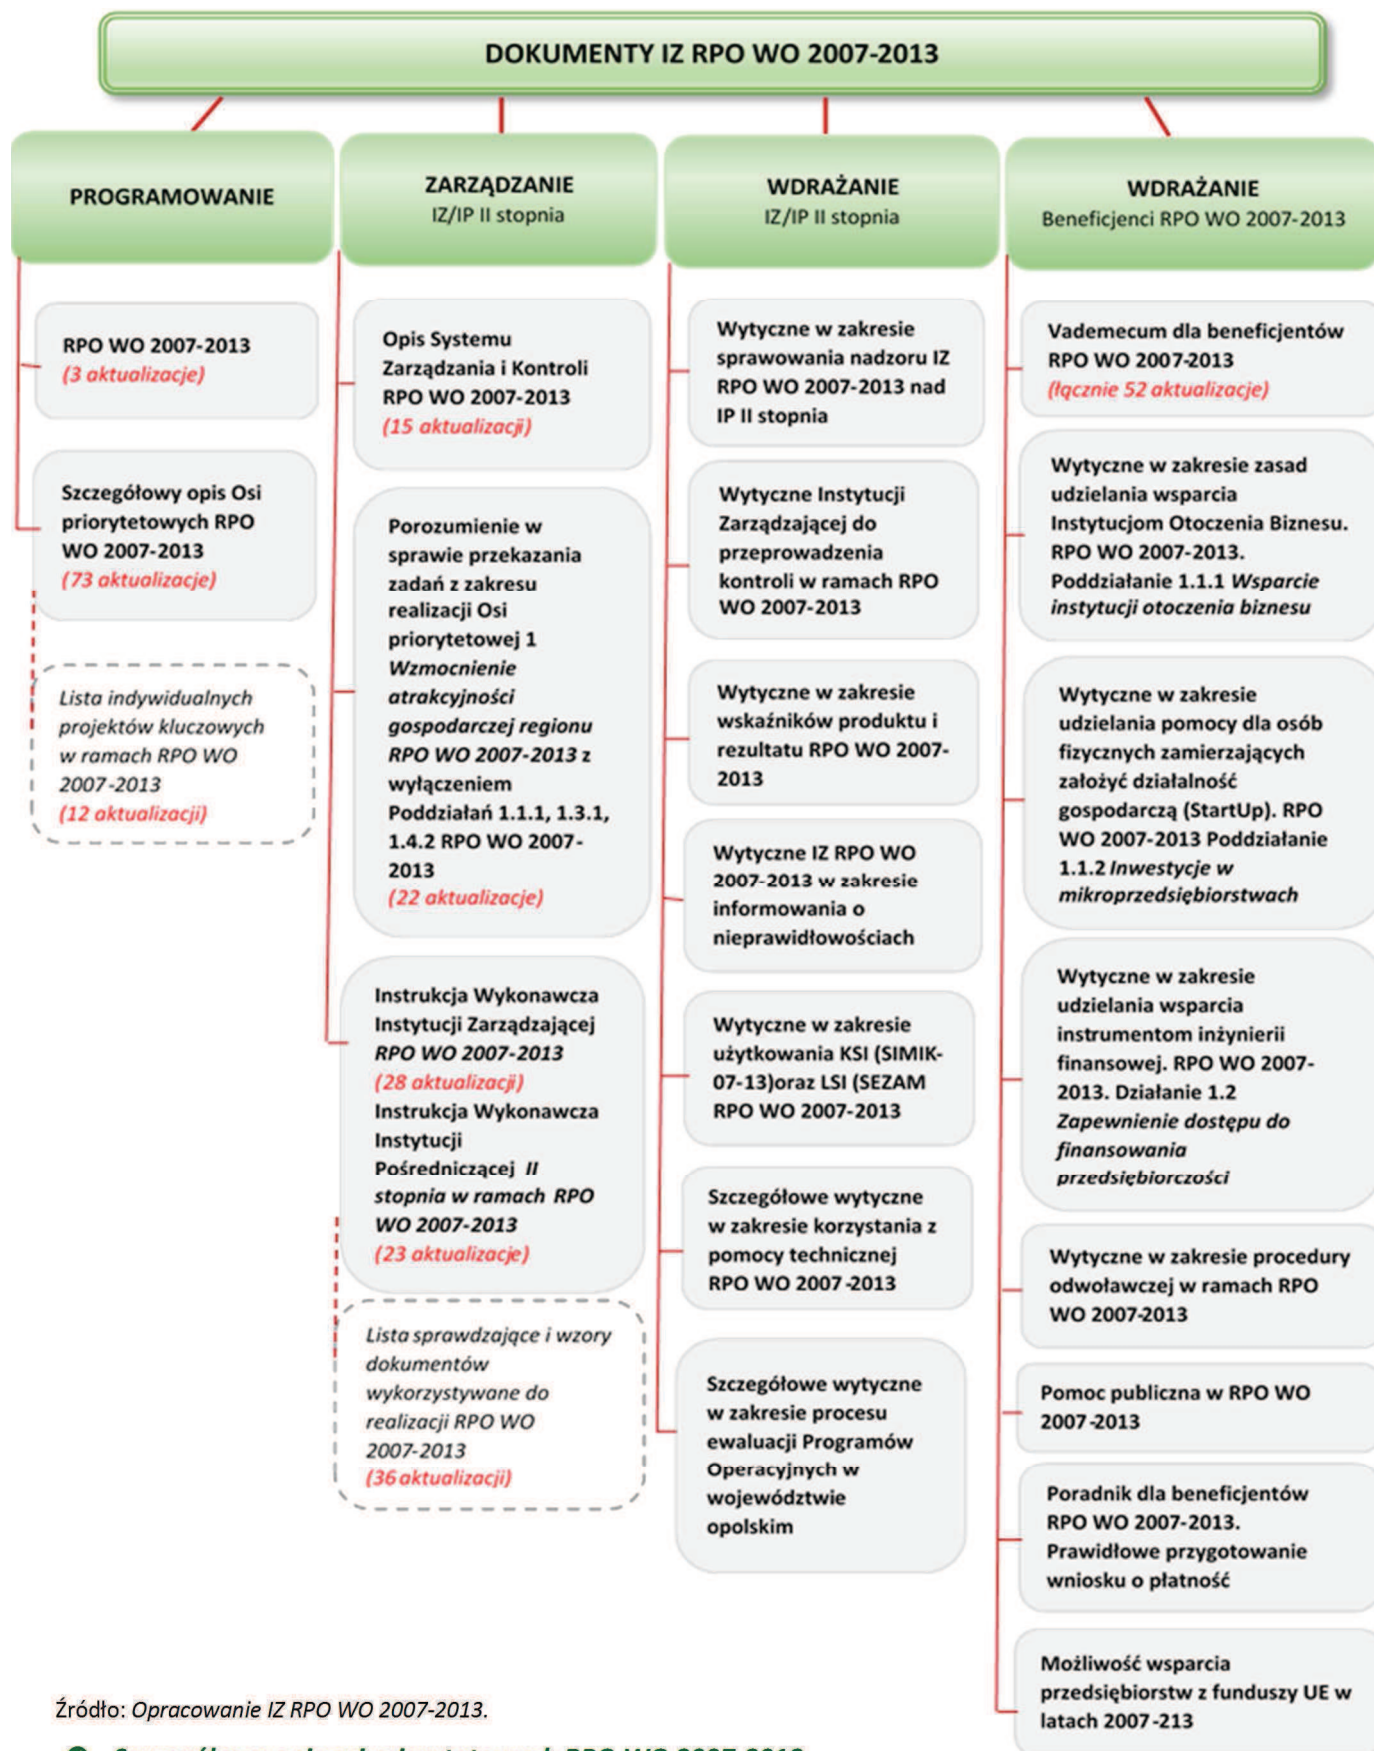 DOKUMENTY IZ RPO WO 2007-2013
PROGRAMOWANIE
RPO WO 2007-2013
(3 aktualizacje)
Szczegółowy opis Osi
priorytetowych RPO
WO 2007-2013
(73 aktualizacje)
Lista indywidualnych
projektów kluczowych
w ramach RPO WO
2007-2013
(12 aktualizacji)
ZARZĄDZANIE
IZ/IP II stopnia
Opis Systemu
Zarządzania i Kontroli
RPO WO 2007-2013
(15 aktualizacji)
Porozumienie w
sprawie przekazania
zadań z zakresu
realizacji Osi
priorytetowej 1
Wzmocnienie
atrakcyjności
gospodarczej regionu
RPO WO 2007-2013 z
wyłączeniem
Poddziałań 1.1.1, 1.3.1,
1.4.2 RPO WO 2007-
2013
(22 aktualizacje)
Instrukcja Wykonawcza
Instytucji Zarządzającej
RPO WO 2007-2013
(28 aktualizacji)
Instrukcja Wykonawcza
Instytucji
Pośredniczącej II
stopnia w ramach RPO
WO 2007-2013
(23 aktualizacje)
Lista sprawdzające i wzory
dokumentów
wykorzystywane do
realizacji RPO WO
2007-2013
(36 aktualizacji)
WDRAŻANIE
IZ/IP II stopnia
Wytyczne w zakresie
sprawowania nadzoru IZ
RPO WO 2007-2013 nad
IP II stopnia
Wytyczne Instytucji
Zarządzającej do
przeprowadzenia
kontroli w ramach RPO
WO 2007-2013
Wytyczne w zakresie
wskaźników produktu i
rezultatu RPO WO 2007-
2013
Wytyczne IZ RPO WO
2007-2013 w zakresie
informowania o
nieprawidłowościach
Wytyczne w zakresie
użytkowania KSI (SIMIK-
07-13)oraz LSI (SEZAM
RPO WO 2007-2013
Szczegółowe wytyczne
w zakresie korzystania z
pomocy technicznej
RPO WO 2007-2013
Szczegółowe wytyczne
w zakresie procesu
ewaluacji Programów
Operacyjnych w
województwie
opolskim
WDRAŻANIE
Beneficjenci RPO WO 2007-2013
Vademecum dla beneficjentów
RPO WO 2007-2013
(łącznie 52 aktualizacje)
Wytyczne w zakresie zasad
udzielania wsparcia
Instytucjom Otoczenia Biznesu.
RPO WO 2007-2013.
Poddziałanie 1.1.1 Wsparcie
instytucji otoczenia biznesu
Wytyczne w zakresie
udzielania pomocy dla osób
fizycznych zamierzających
założyć działalność
gospodarczą (StartUp). RPO
WO 2007-2013 Poddziałanie
1.1.2 Inwestycje w
mikroprzedsiębiorstwach
Wytyczne w zakresie
udzielania wsparcia
instrumentom inżynierii
finansowej. RPO WO 2007-
2013. Działanie 1.2
Zapewnienie dostępu do
finansowania
przedsiębiorczości
Wytyczne w zakresie procedury
odwoławczej w ramach RPO
WO 2007-2013
Pomoc publiczna w RPO WO
2007-2013
Poradnik dla beneficjentów
RPO WO 2007-2013.
Prawidłowe przygotowanie
wniosku o płatność
Możliwość wsparcia
przedsiębiorstw z funduszy UE w
latach 2007-213
Źródło: Opracowanie IZ RPO WO 2007-2013.